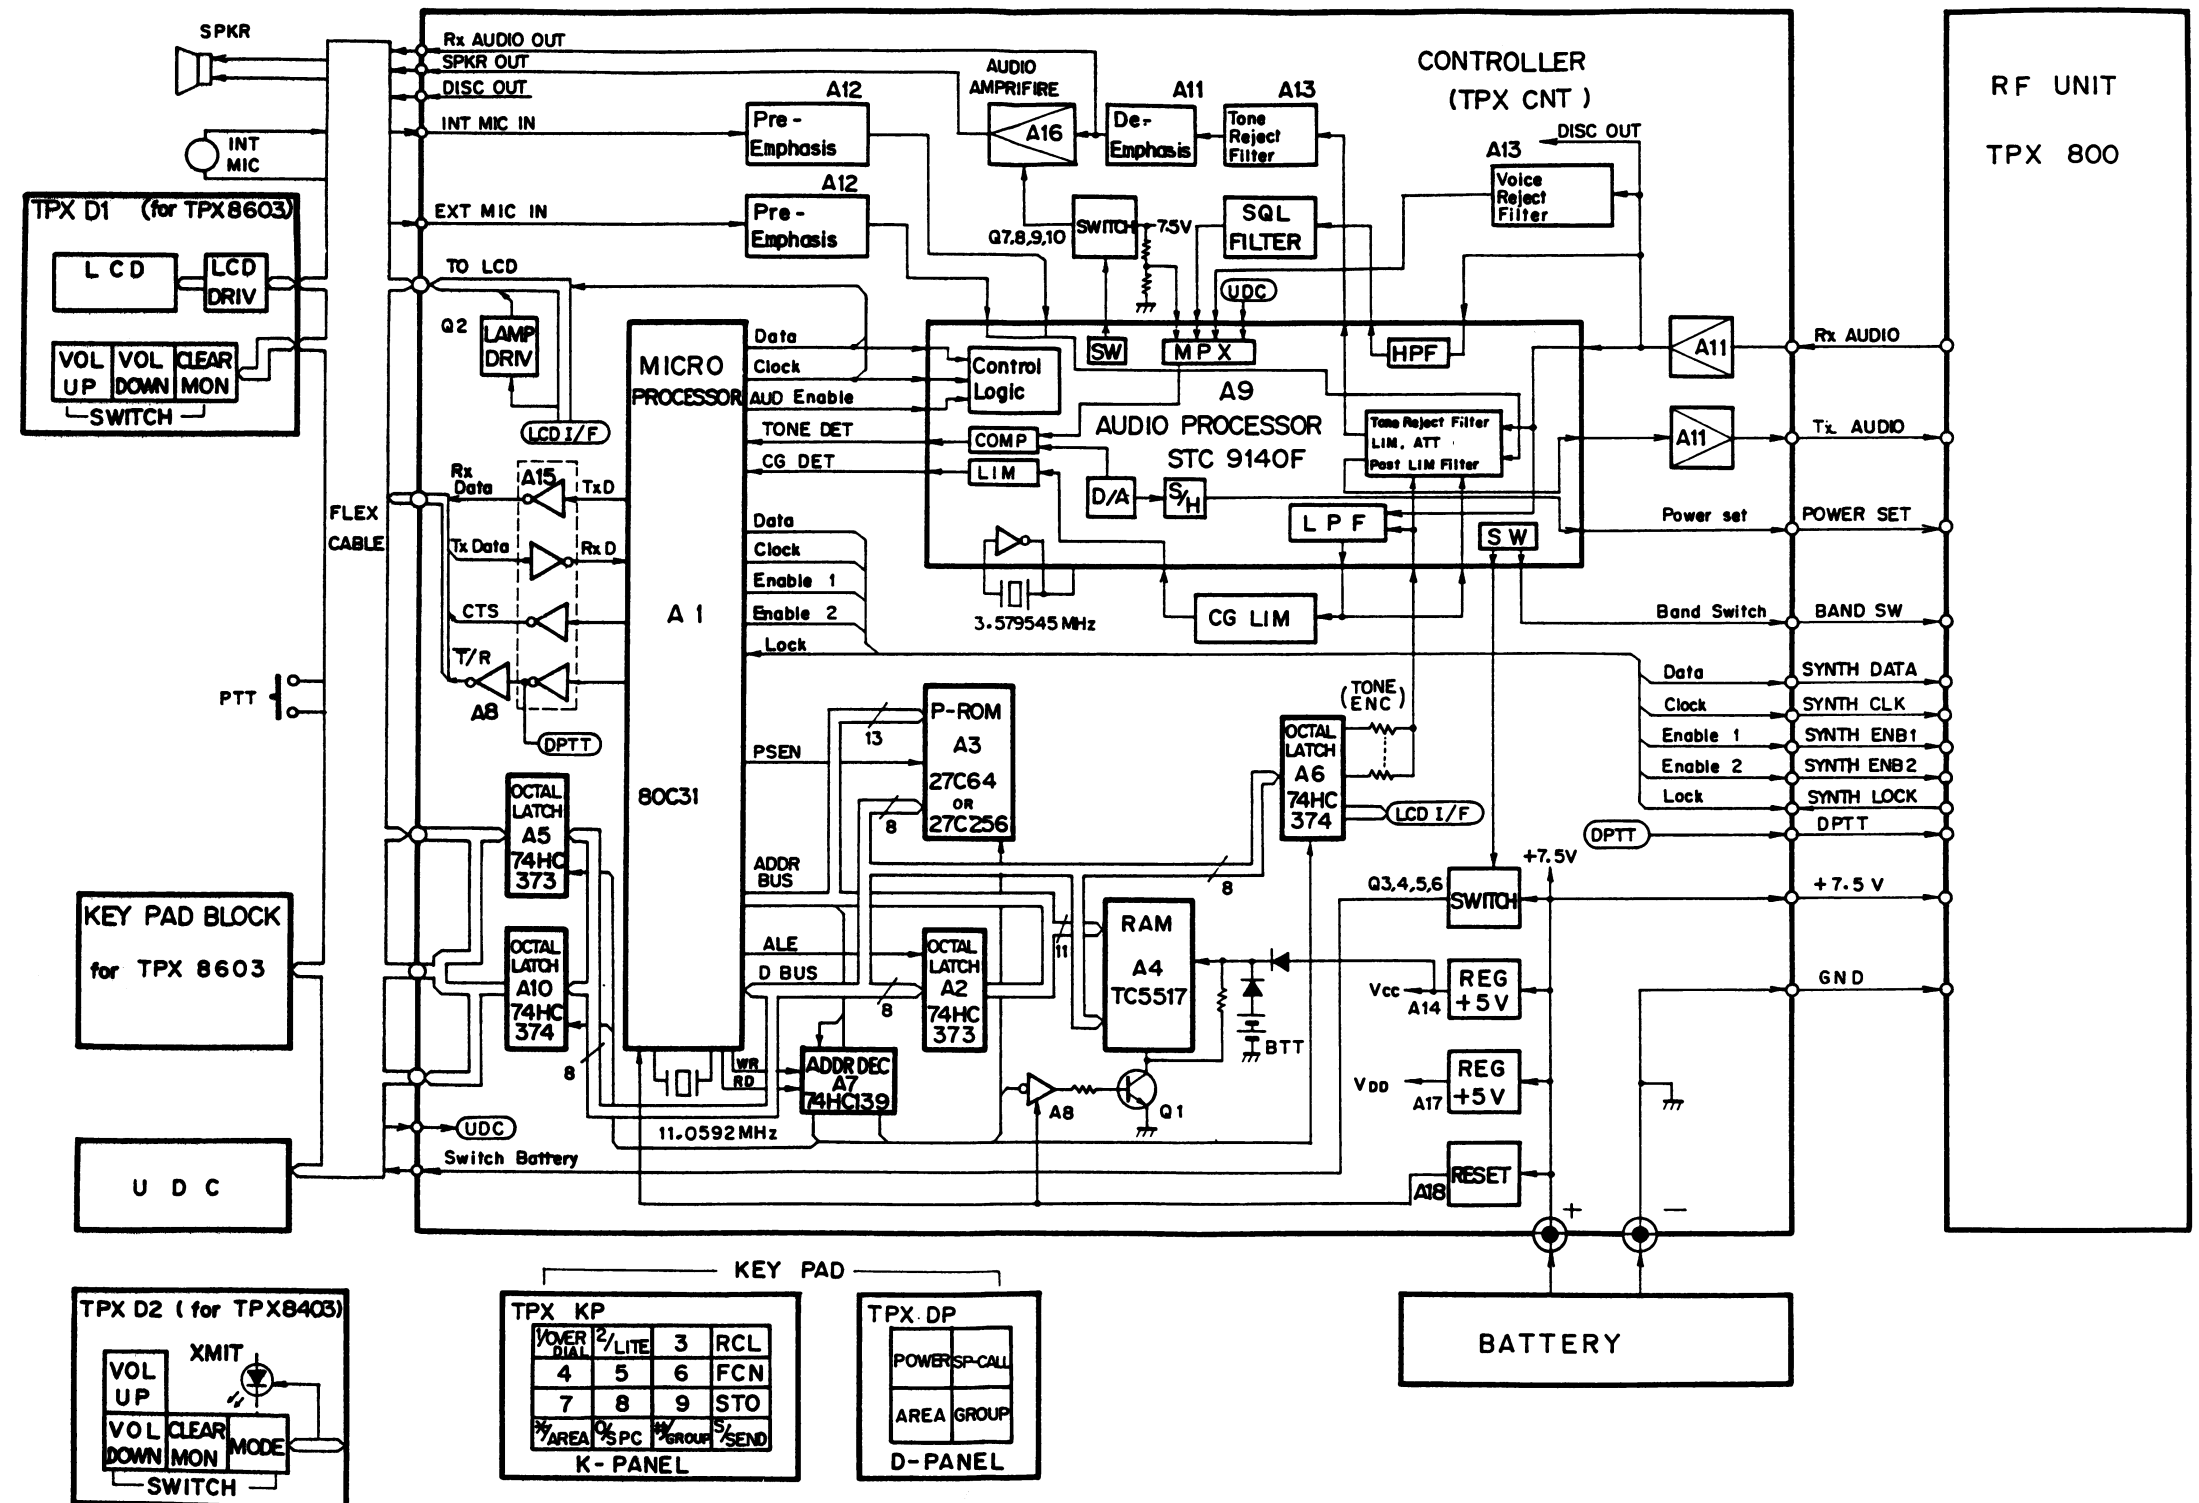 SPKR
INT
MIC
TPX D1 (for TPX8603)
LCD
LCD
DRIV
VOL
UP
VOL
DOWN
CLEAR
MON
SWITCH
FLEX
CABLE
PTT
KEY PAD BLOCK
for TPX 8603
UDC
TPX D2 (for TPX8403)
XMIT
VOL
UP
VOL
DOWN
CLEAR
MON
MODE
SWITCH
CONTROLLER
(TPX CNT)
Rx AUDIO OUT
SPKR OUT
DISC OUT
INT MIC IN
EXT MIC IN
TO LCD
A12
Pre-
Emphasis
A12
Pre-
Emphasis
AUDIO
AMPRIFIRE
A16
A11
De-
Emphasis
A13
Tone
Reject
Filter
DISC OUT
A13
Voice
Reject
Filter
SWITCH
Q7,8,9,10
7.5V
SQL
FILTER
UDC
Q2
LAMP
DRIV
LCD I/F
MICRO
PROCESSOR
A1
80C31
Data
Clock
AUD Enable
TONE DET
CG DET
Data
Clock
Enable 1
Enable 2
Lock
PSEN
ADDR
BUS
ALE
D BUS
WR
RD
11.0592MHz
Control
Logic
SW
MPX
HPF
A9
AUDIO PROCESSOR
STC 9140F
COMP
LIM
D/A
S/H
Tone Reject Filter
LIM. ATT
Post LIM Filter
LPF
SW
3.579545MHz
CG LIM
A11
A11
Rx AUDIO
Tx AUDIO
Power set
POWER SET
Band Switch
BAND SW
Data
SYNTH DATA
Clock
SYNTH CLK
Enable 1
SYNTH ENB1
Enable 2
SYNTH ENB2
Lock
SYNTH LOCK
DPTT
DPTT
+7.5V
GND
Rx
Data
A15
TxD
Tx Data
RxD
CTS
T/R
A8
DPTT
OCTAL
LATCH
A5
74HC
373
OCTAL
LATCH
A10
74HC
374
8
UDC
Switch Battery
13
8
P-ROM
A3
27C64
OR
27C256
8
OCTAL
LATCH
A2
74HC
373
11
RAM
A4
TC5517
(TONE
ENC)
OCTAL
LATCH
A6
74HC
374
LCD I/F
8
ADDR DEC
A7
74HC139
A8
Q1
BTT
+7.5V
Q3,4,5,6
SWITCH
Vcc
A14
REG
+5V
VDD
A17
REG
+5V
A18
RESET
+
−
RF UNIT
TPX 800
BATTERY
KEY PAD
TPX KP
1/OVER
DIAL
2/LITE
3
RCL
4
5
6
FCN
7
8
9
STO
*/AREA
0/SPC
#/GROUP
S/SEND
K-PANEL
TPX DP
POWER
SP-CALL
AREA
GROUP
D-PANEL